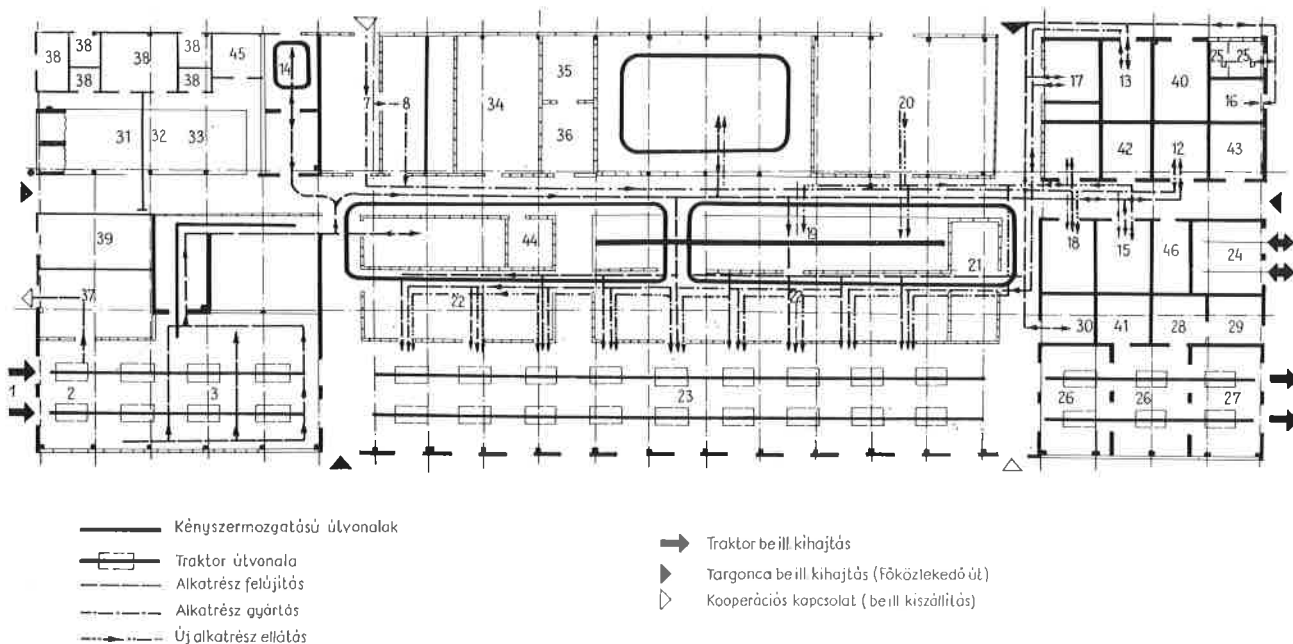 38 38 38 38 45 14 7 8 34 35 20 17 13 40 25 25
38 38 36 16
31 32 33 42 12 43
39 44 19 18 15 46 24
21
37 22 22 30 41 28 29
1 2 3 23 26 26 27
Kényszermozgatású útvonalak
Traktor útvonala
Alkatrész felújítás
Alkatrész gyártás
Új alkatrész ellátás
Traktor be ill. kihajtás
Targonca be ill. kihajtás (főközlekedő út)
Kooperációs kapcsolat (be ill kiszállítás)